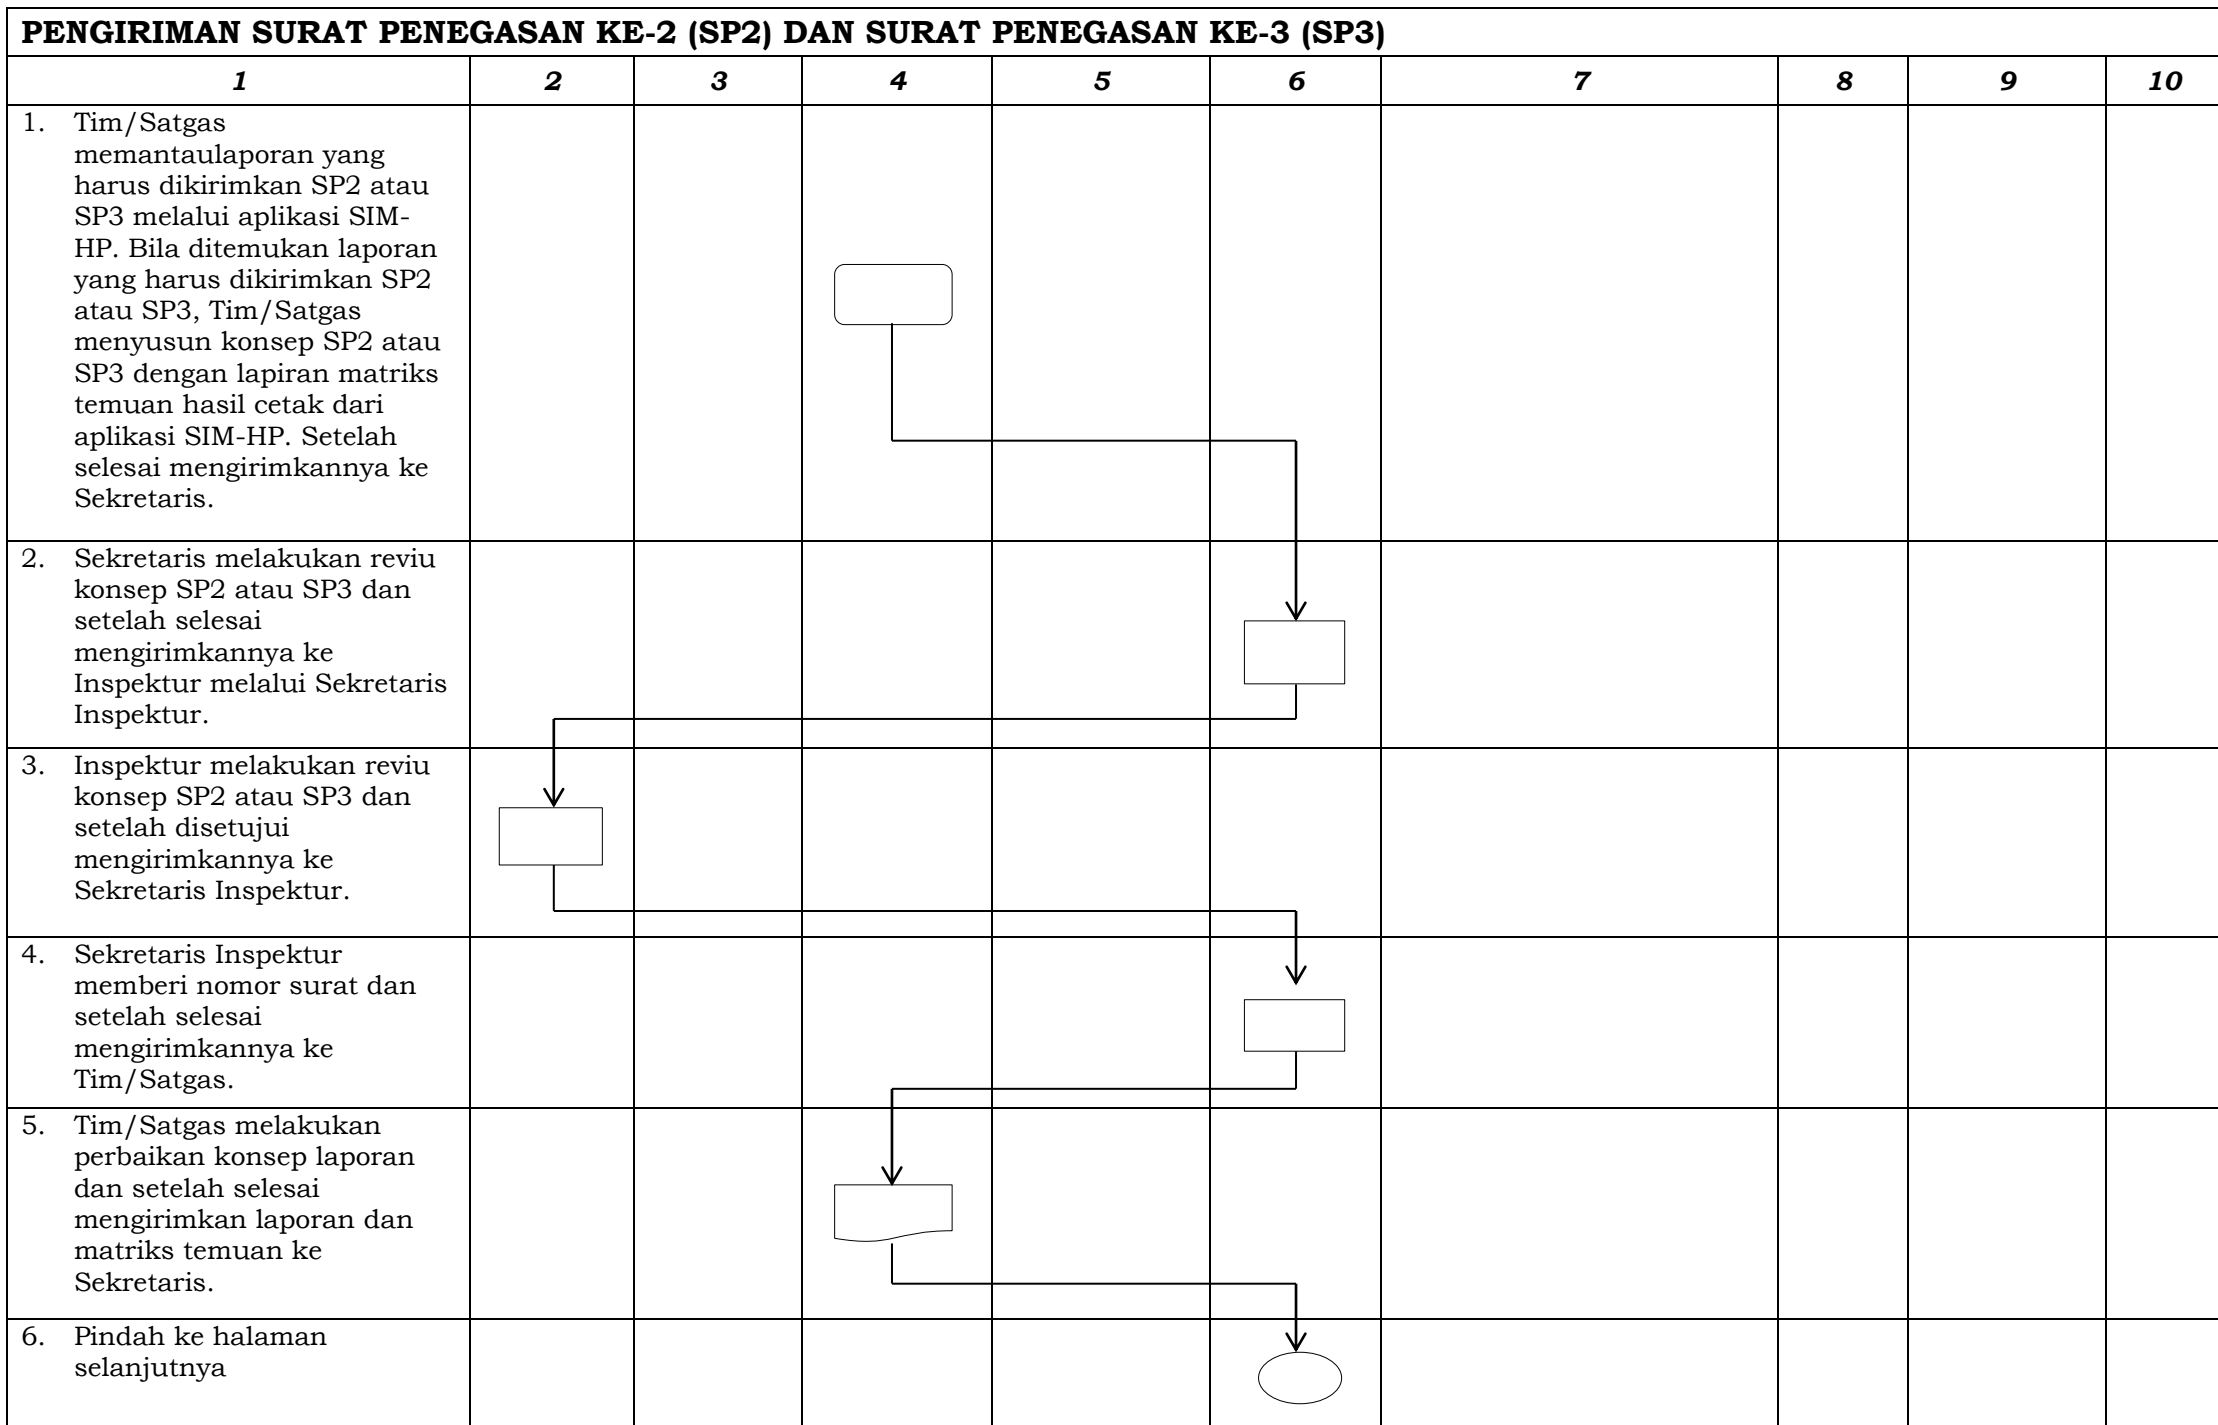 PENGIRIMAN SURAT PENEGASAN KE-2 (SP2) DAN SURAT PENEGASAN KE-3 (SP3)
1 2 3 4 5 6 7 8 9 10
1. Tim/Satgas
memantaulaporan yang
harus dikirimkan SP2 atau
SP3 melalui aplikasi SIM-
HP. Bila ditemukan laporan
yang harus dikirimkan SP2
atau SP3, Tim/Satgas
menyusun konsep SP2 atau
SP3 dengan lapiran matriks
temuan hasil cetak dari
aplikasi SIM-HP. Setelah
selesai mengirimkannya ke
Sekretaris.
2. Sekretaris melakukan reviu
konsep SP2 atau SP3 dan
setelah selesai
mengirimkannya ke
Inspektur melalui Sekretaris
Inspektur.
3. Inspektur melakukan reviu
konsep SP2 atau SP3 dan
setelah disetujui
mengirimkannya ke
Sekretaris Inspektur.
4. Sekretaris Inspektur
memberi nomor surat dan
setelah selesai
mengirimkannya ke
Tim/Satgas.
5. Tim/Satgas melakukan
perbaikan konsep laporan
dan setelah selesai
mengirimkan laporan dan
matriks temuan ke
Sekretaris.
6. Pindah ke halaman
selanjutnya